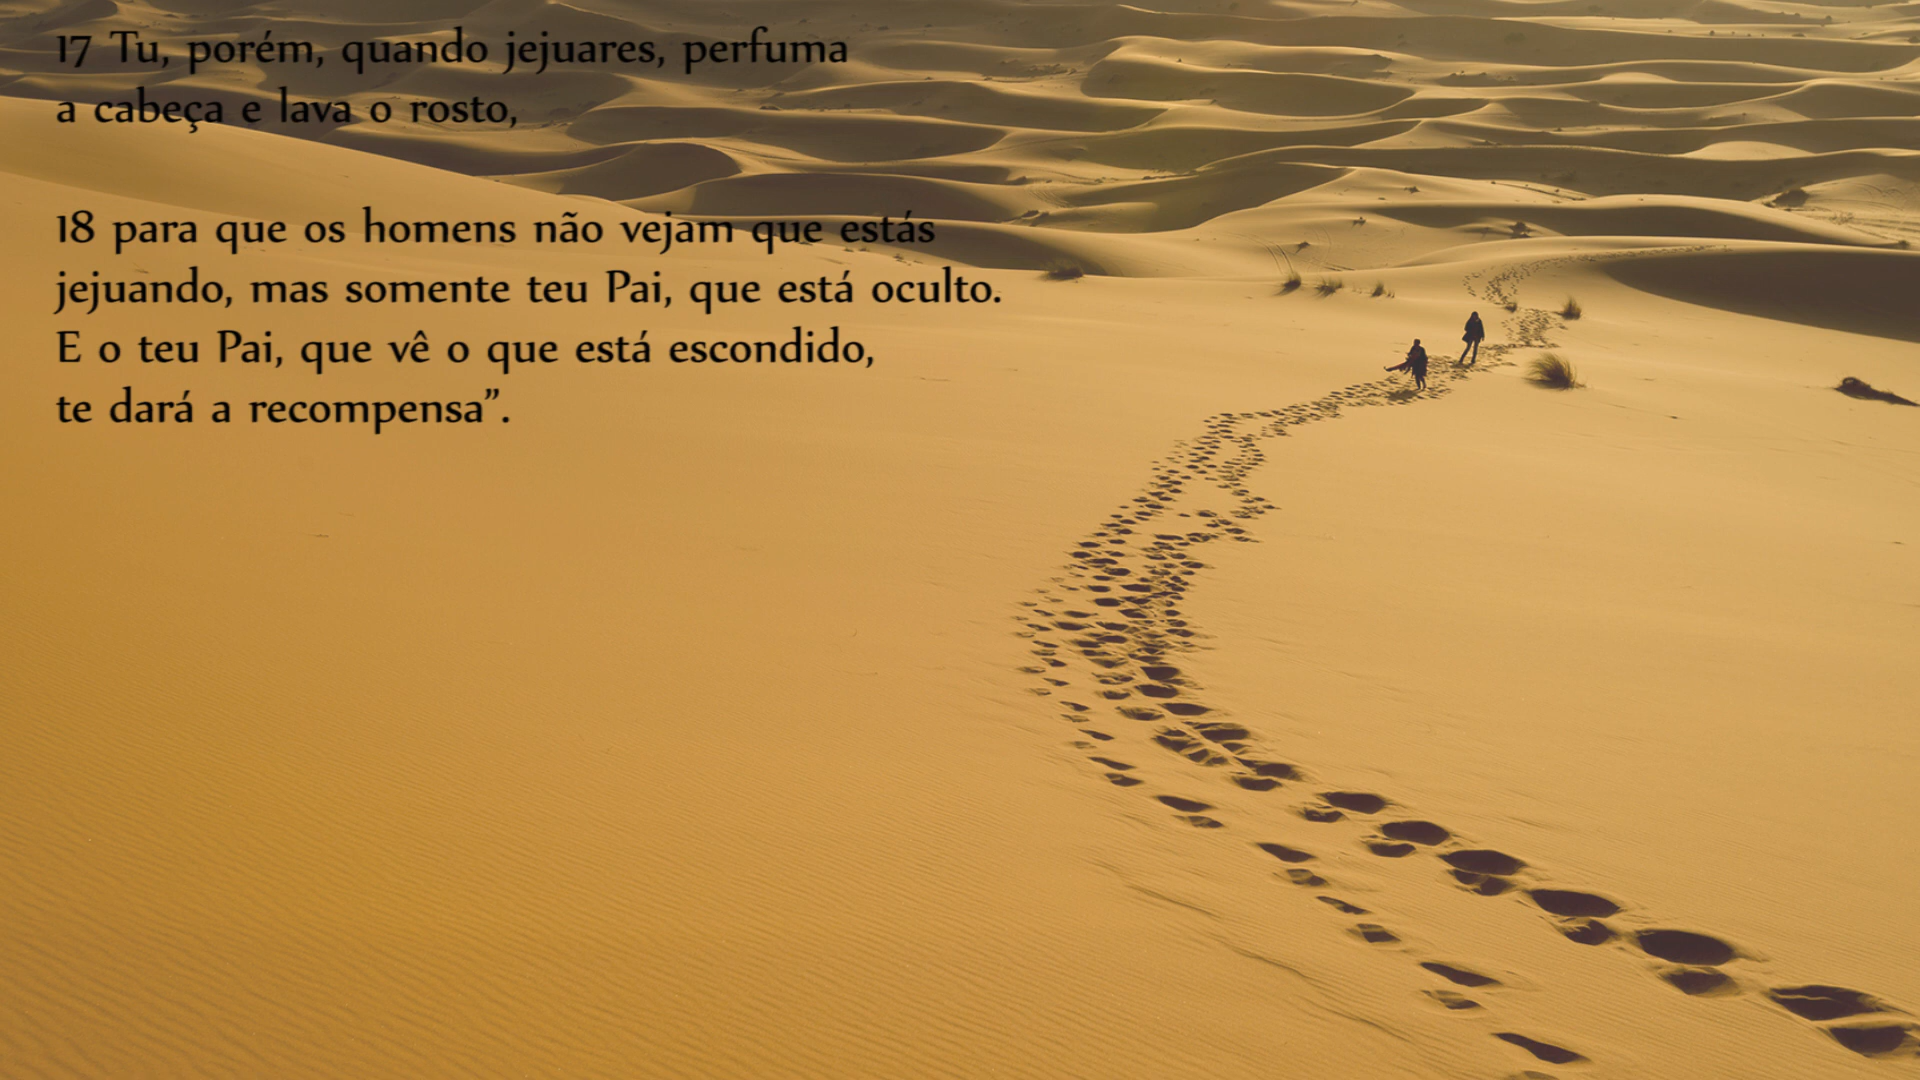 17 Tu, porém, quando jejuares, perfuma
a cabeça e lava o rosto,
18 para que os homens não vejam que estás
jejuando, mas somente teu Pai, que está oculto.
E o teu Pai, que vê o que está escondido,
te dará a recompensa”.